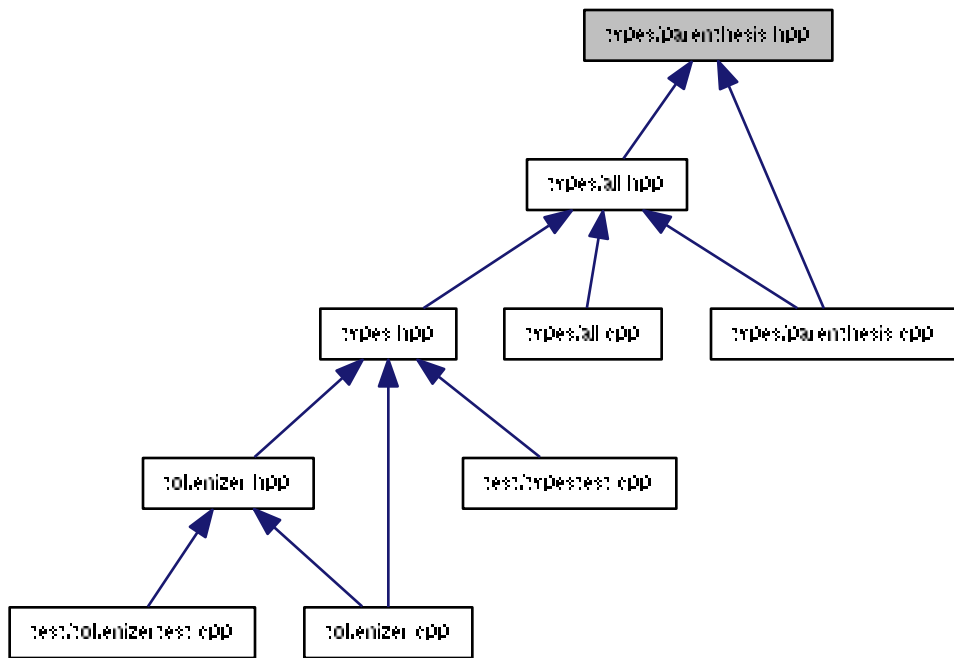 types/parenthesis.hpp
types/all.hpp
types.hpp
types/all.cpp
types/parenthesis.cpp
tokenizer.hpp
test/typestest.cpp
test/tokenizertest.cpp
tokenizer.cpp